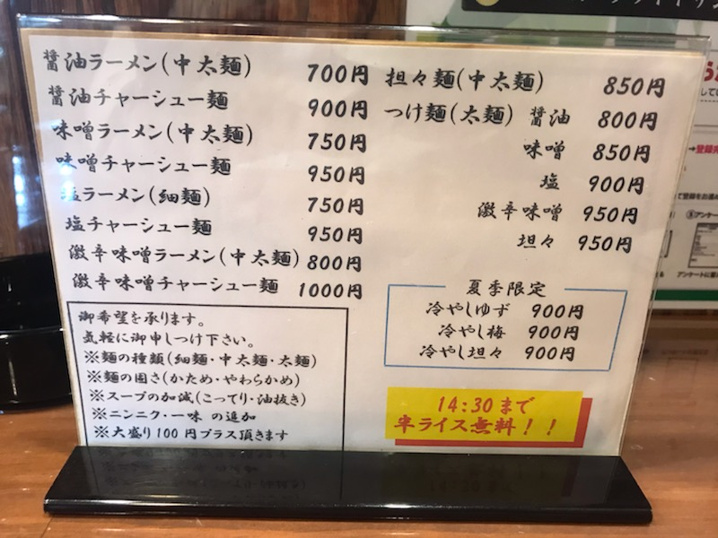 醤油ラーメン(中太麺) 700円
醤油チャーシュー麺 900円
味噌ラーメン(中太麺) 750円
味噌チャーシュー麺 950円
塩ラーメン(細麺) 750円
塩チャーシュー麺 950円
激辛味噌ラーメン(中太麺) 800円
激辛味噌チャーシュー麺 1000円
御希望を承ります。
気軽に御申しつけ下さい。
※麺の種類(細麺・中太麺・太麺)
※麺の固さ(かため・やわらかめ)
※スープの加減(こってり・油抜き)
※ニンニク・一味 の追加
※大盛り100円プラス頂きます
担々麺(中太麺) 850円
つけ麺(太麺) 醤油 800円
味噌 850円
塩 900円
激辛味噌 950円
坦々 950円
夏季限定
冷やしゆず 900円
冷やし梅 900円
冷やし坦々 900円
14:30まで
半ライス無料!!